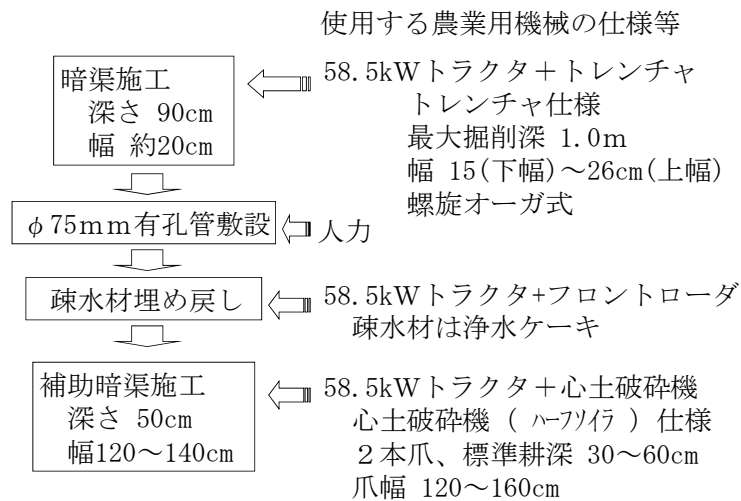 使用する農業用機械の仕様等
暗渠施工
深さ 90cm
幅 約20cm
58.5kWトラクタ＋トレンチャ
トレンチャ仕様
最大掘削深 1.0ｍ
幅 15(下幅)～26cm(上幅)
螺旋オーガ式
φ75ｍｍ有孔管敷設
人力
疎水材埋め戻し
58.5kWトラクタ+フロントローダ
疎水材は浄水ケーキ
補助暗渠施工
深さ 50cm
幅120～140cm
58.5kWトラクタ＋心土破砕機
心土破砕機（ ﾊｰﾌｿｲﾗ ）仕様
２本爪、標準耕深 30～60cm
爪幅 120～160cm